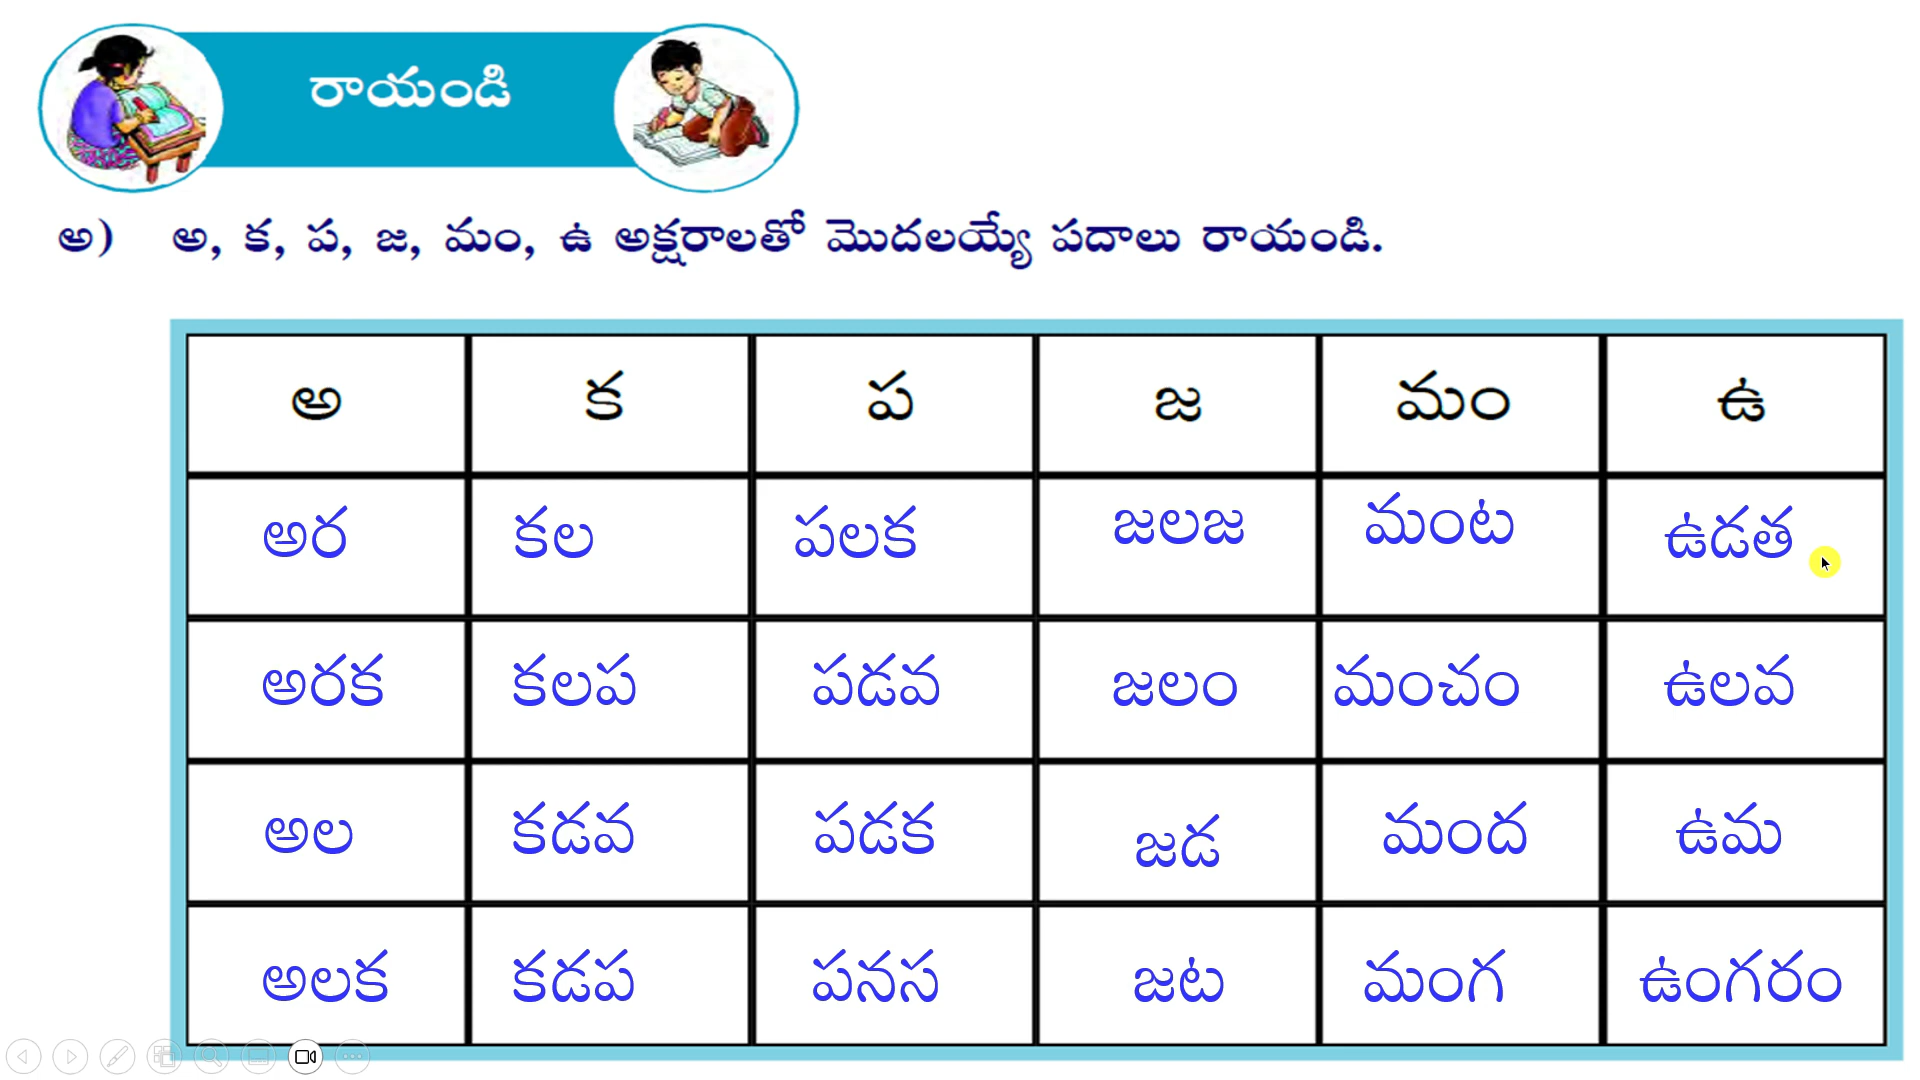 రాయండి
అ) అ, క, ప, జ, మం, ఉ అక్షరాలతో మొదలయ్యే పదాలు రాయండి.
అ క ప జ మం ఉ
అర కల పలక జలజ మంట ఉడత
అరక కలప పడవ జలం మంచం ఉలవ
అల కడవ పడక జడ మంద ఉమ
అలక కడప పనస జట మంగ ఉంగరం